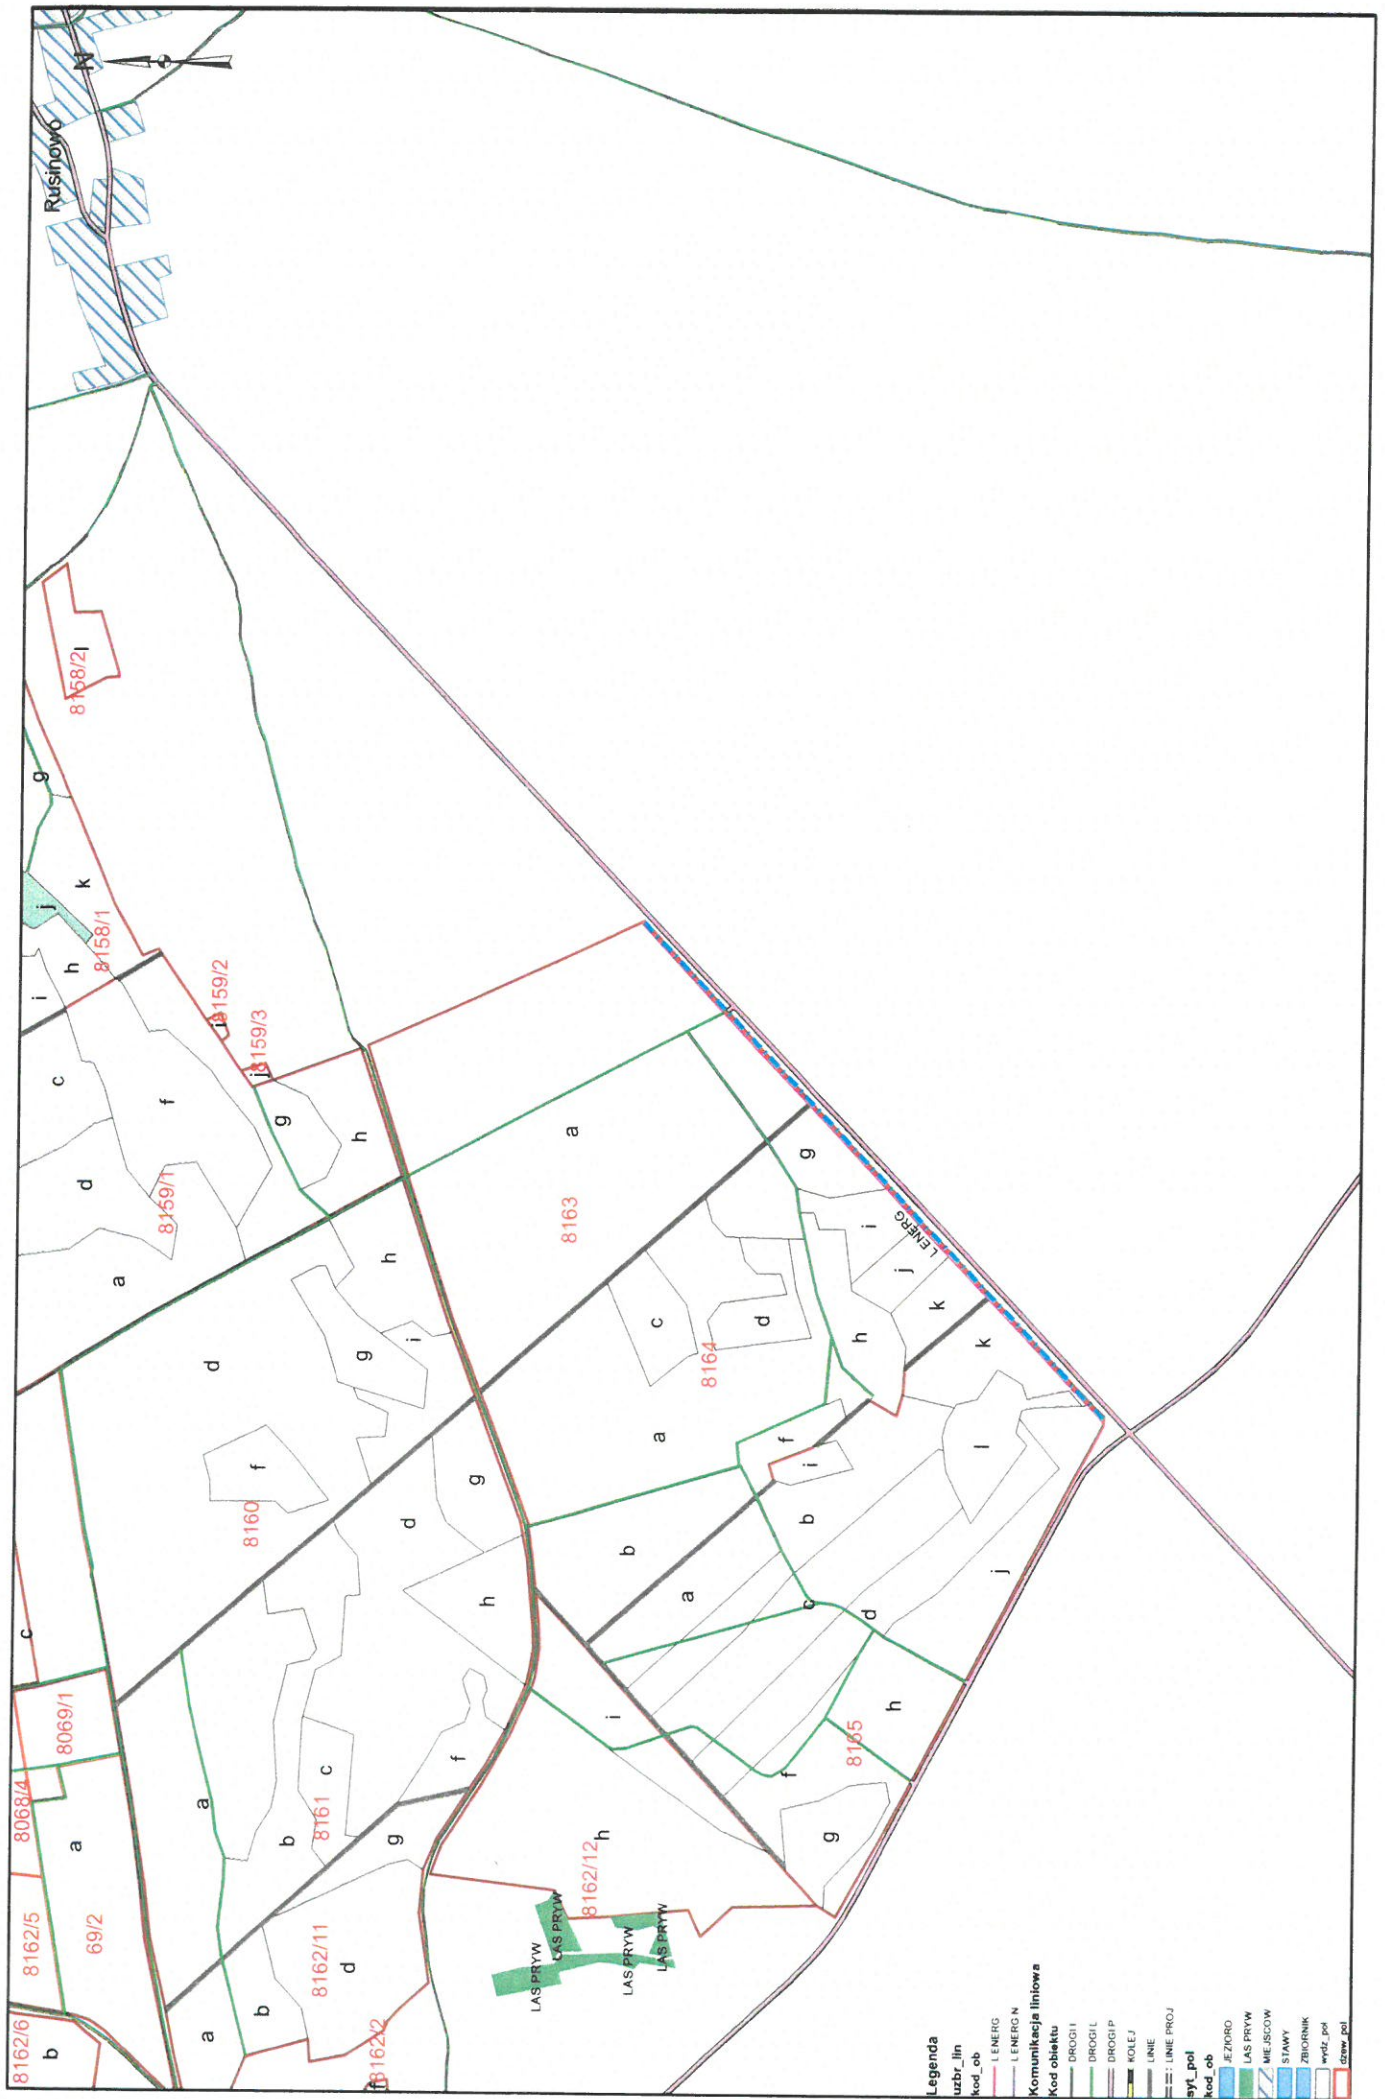 8162/6
8162/5
8068/4
c
b
69/2
a
8069/1
a
b
a
b
8161
c
8160
f
d
a
d
c
i
h
j
k
g
8158/1
8158/2
l
8159/1
f
8159/2
8159/3
j
g
h
Rusinowo
N
8162/2
f
8162/11
d
g
f
h
d
g
g
i
h
8162/12
h
LAS PRYW
LAS PRYW
LAS PRYW
LAS PRYW
i
a
b
a
8164
c
d
8163
a
8165
f
g
h
c
d
b
i
f
h
g
i
j
k
L ENERG
j
l
k
Legenda
uzbr_lin
kod_ob
L ENERG
L ENERG N
Komunikacja liniowa
Kod obiektu
DROGI I
DROGI L
DROGI P
KOLEJ
LINIE
LINIE PROJ
syt_pol
kod_ob
JEZIORO
LAS PRYW
MIEJSCOW
STAWY
ZBIORNIK
wydz_pol
dzew_pol